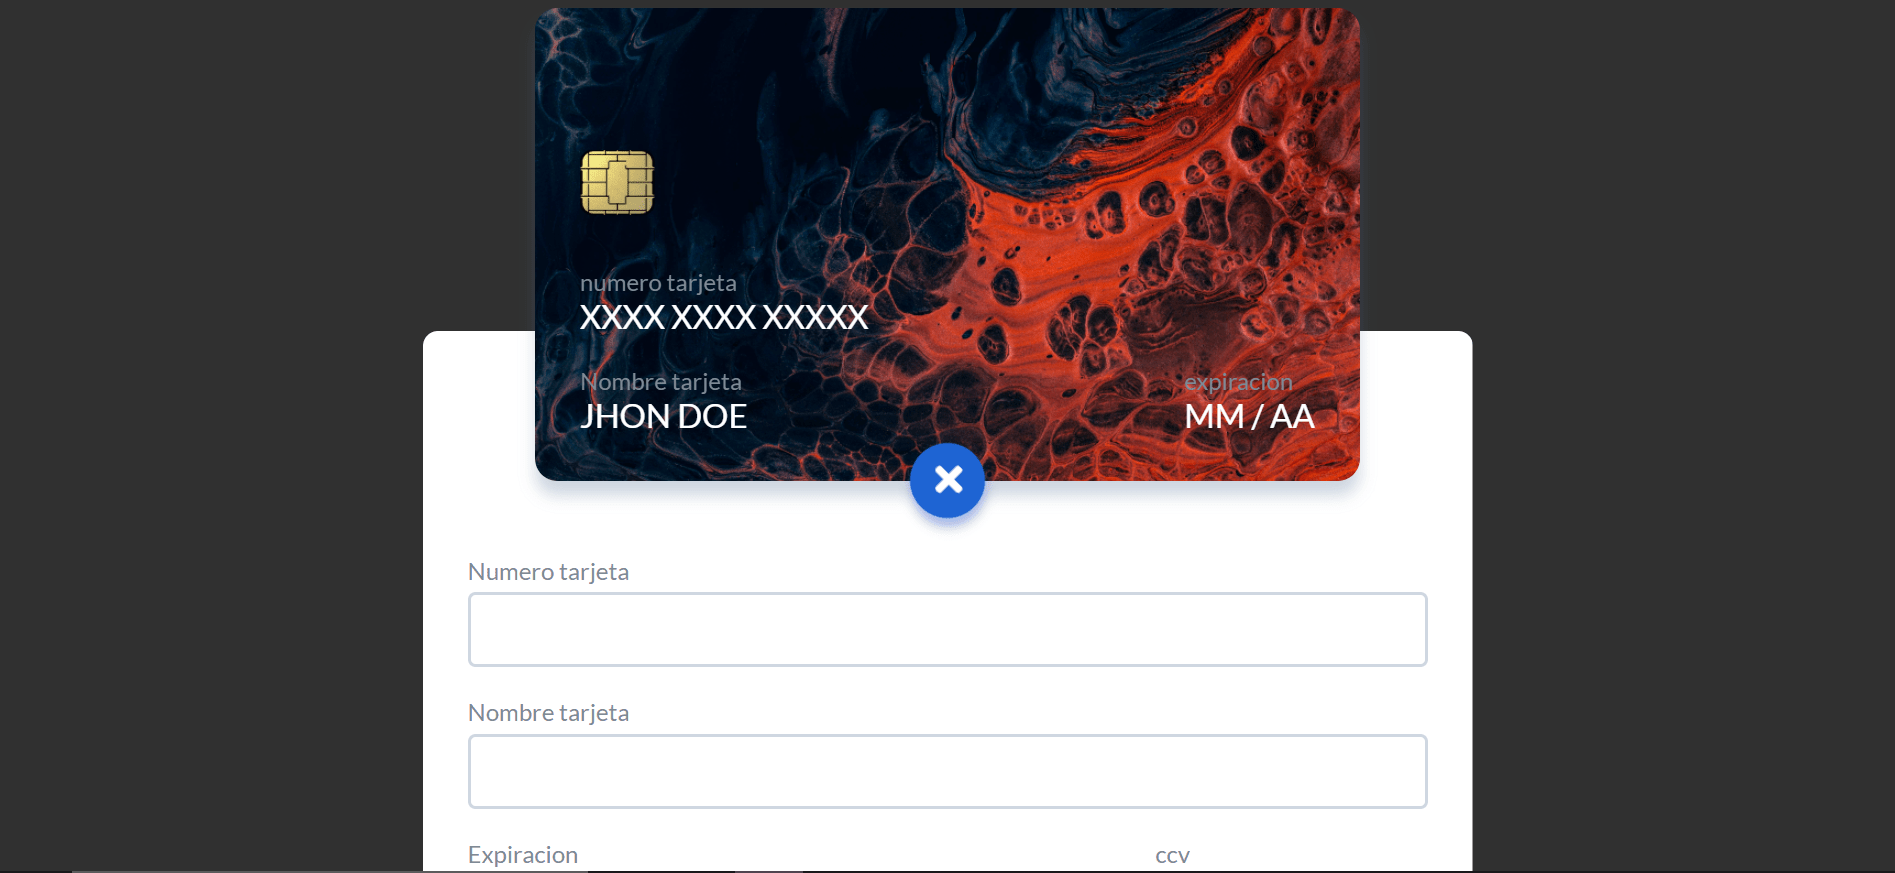 numero tarjeta
XXXX XXXX XXXXX
Nombre tarjeta
JHON DOE
expiracion
MM / AA
Numero tarjeta
Nombre tarjeta
Expiracion
ccv